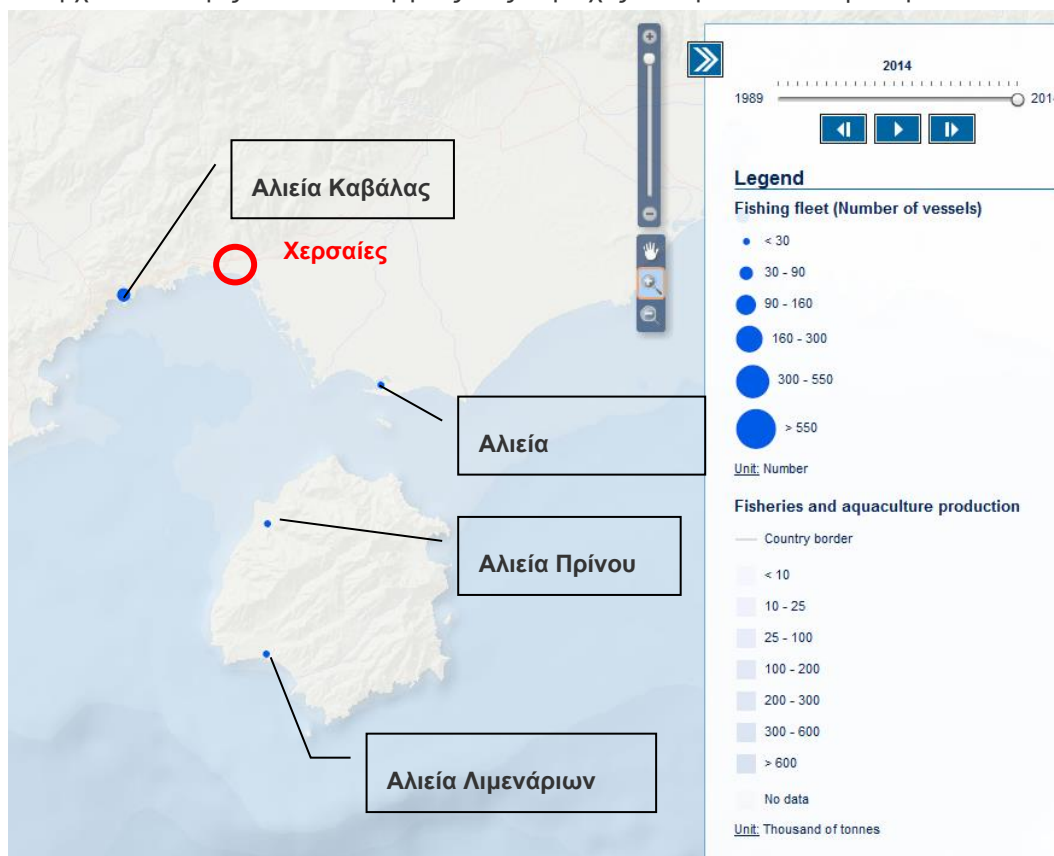 Αλιεία Καβάλας
Χερσαίες
Αλιεία
Αλιεία Πρίνου
Αλιεία Λιμενάριων
2014
1989
201
Legend
Fishing fleet (Number of vessels)
< 30
30 - 90
90 - 160
160 - 300
300 - 550
> 550
Unit: Number
Fisheries and aquaculture production
Country border
< 10
10 - 25
25 - 100
100 - 200
200 - 300
300 - 600
> 600
No data
Unit: Thousand of tonnes